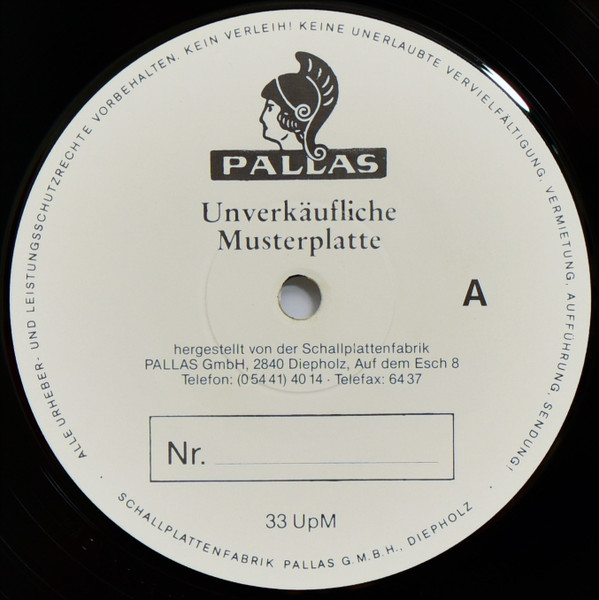 ALLE URHEBER- UND LEISTUNGSSCHUTZRECHTE VORBEHALTEN. KEIN VERLEIH! KEINE UNERLAUBTE VERVIELFÄLTIGUNG, VERMIETUNG, AUFFÜHRUNG, SENDUNG!
PALLAS
Unverkäufliche
Musterplatte
A
hergestellt von der Schallplattenfabrik
PALLAS GmbH, 2840 Diepholz, Auf dem Esch 8
Telefon: (0 54 41) 40 14 · Telefax: 64 37
Nr.
33 UpM
· SCHALLPLATTENFABRIK PALLAS G.M.B.H., DIEPHOLZ ·